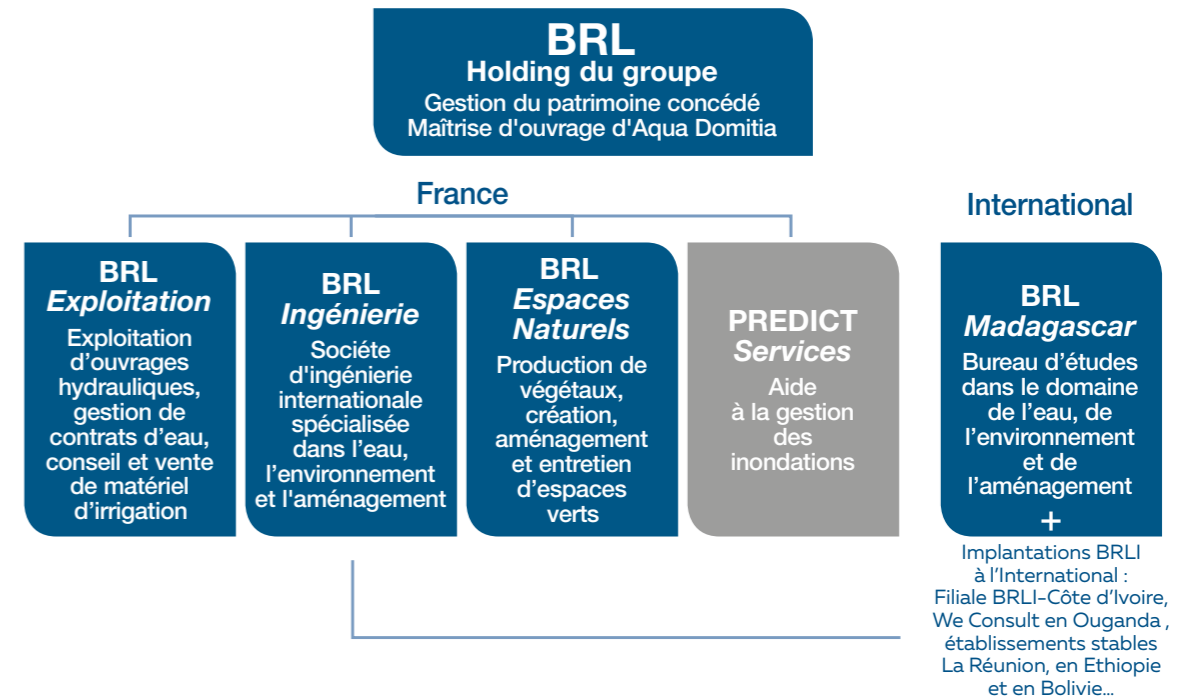 BRL
Holding du groupe
Gestion du patrimoine concédé
Maîtrise d'ouvrage d'Aqua Domitia
France
International
BRL
Exploitation
Exploitation
d’ouvrages
hydrauliques,
gestion de
contrats d’eau,
conseil et vente
de matériel
d’irrigation
BRL
Ingénierie
Sociéte
d'ingénierie
internationale
spécialisée
dans l’eau,
l’environnement
et l'aménagement
BRL
Espaces
Naturels
Production de
végétaux,
création,
aménagement
et entretien
d’espaces
verts
PREDICT
Services
Aide
à la gestion
des
inondations
BRL
Madagascar
Bureau d’études
dans le domaine
de l’eau, de
l’environnement
et de
l’aménagement
+
Implantations BRLI
à l’International :
Filiale BRLI-Côte d’Ivoire,
We Consult en Ouganda ,
établissements stables
La Réunion, en Ethiopie
et en Bolivie...